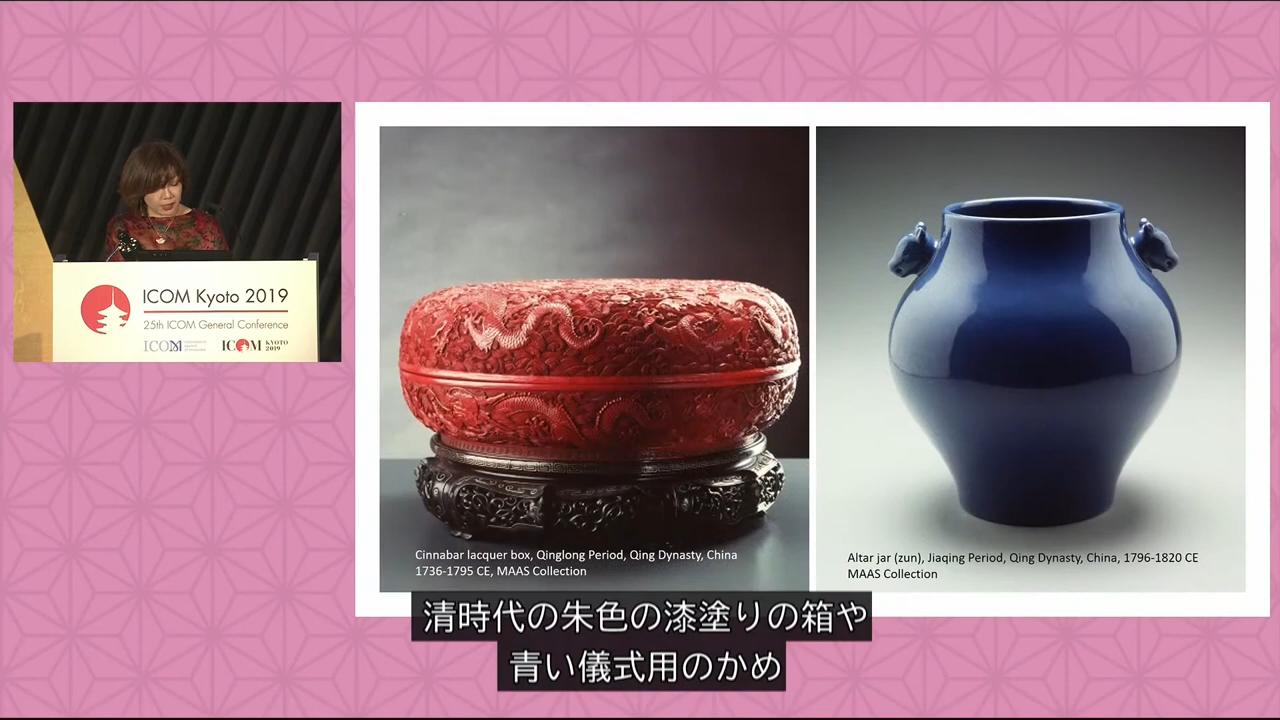 ICOM Kyoto 2019
25th ICOM General Conference
ICOM
ICOM KYOTO
2019
Cinnabar lacquer box, Qinglong Period, Qing Dynasty, China
1736-1795 CE, MAAS Collection
Altar jar (zun), Jiaqing Period, Qing Dynasty, China, 1796-1820 CE
MAAS Collection
清時代の朱色の漆塗りの箱や
青い儀式用のかめ